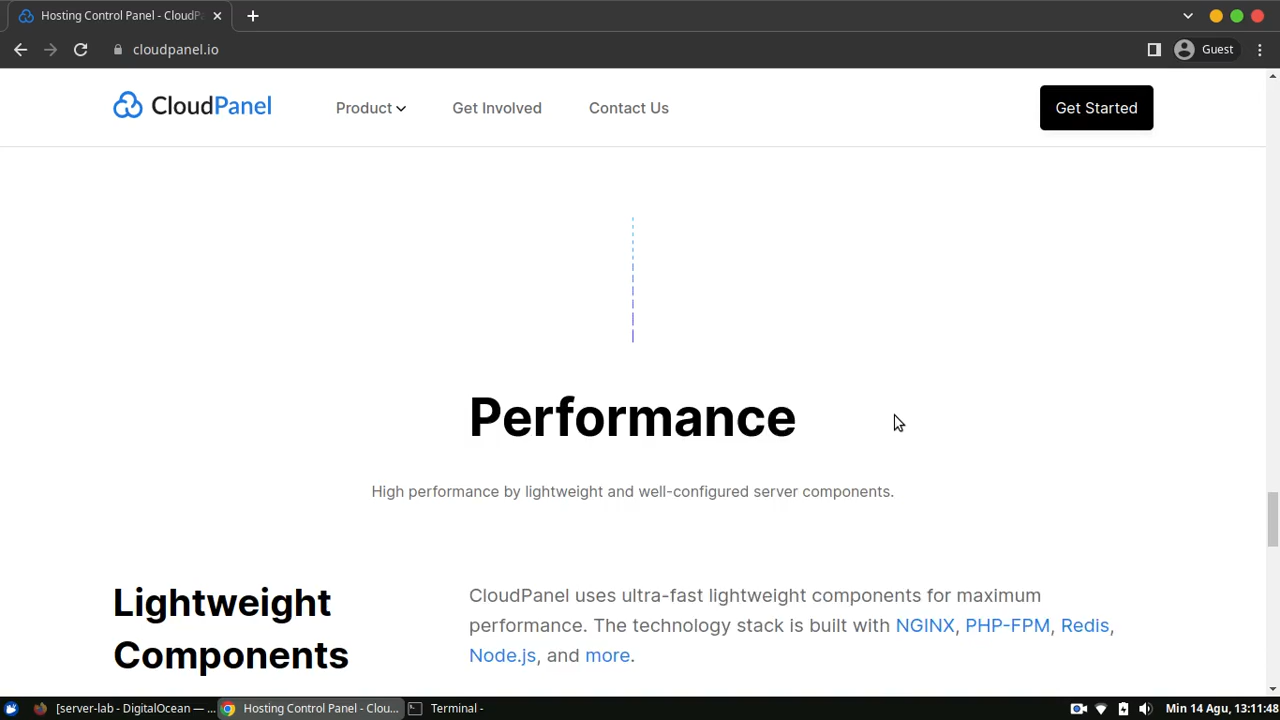 Hosting Control Panel - CloudP
cloudpanel.io
Guest
CloudPanel
Product
Get Involved
Contact Us
Get Started
Performance
High performance by lightweight and well-configured server components.
Lightweight
Components
CloudPanel uses ultra-fast lightweight components for maximum
performance. The technology stack is built with NGINX, PHP-FPM, Redis,
Node.js, and more.
[server-lab - DigitalOcean — ...
Hosting Control Panel - Clou...
Terminal -
Min 14 Agu, 13:11:48